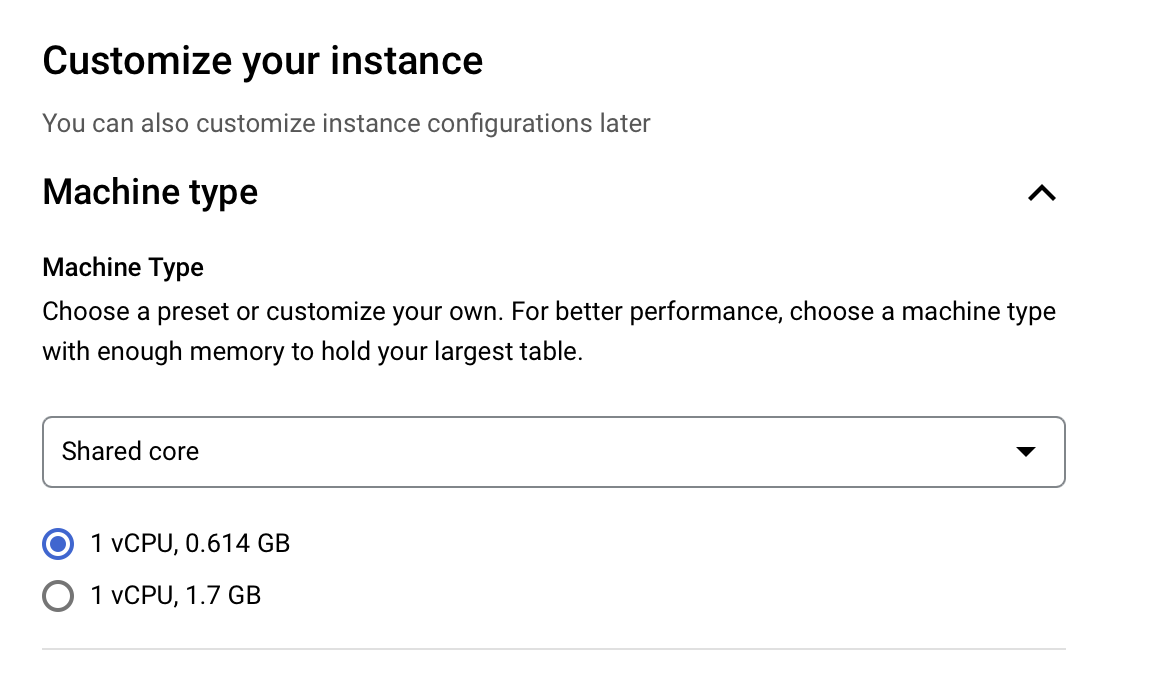 Customize your instance
You can also customize instance configurations later
Machine type
Machine Type
Choose a preset or customize your own. For better performance, choose a machine type
with enough memory to hold your largest table.
Shared core
1 vCPU, 0.614 GB
1 vCPU, 1.7 GB